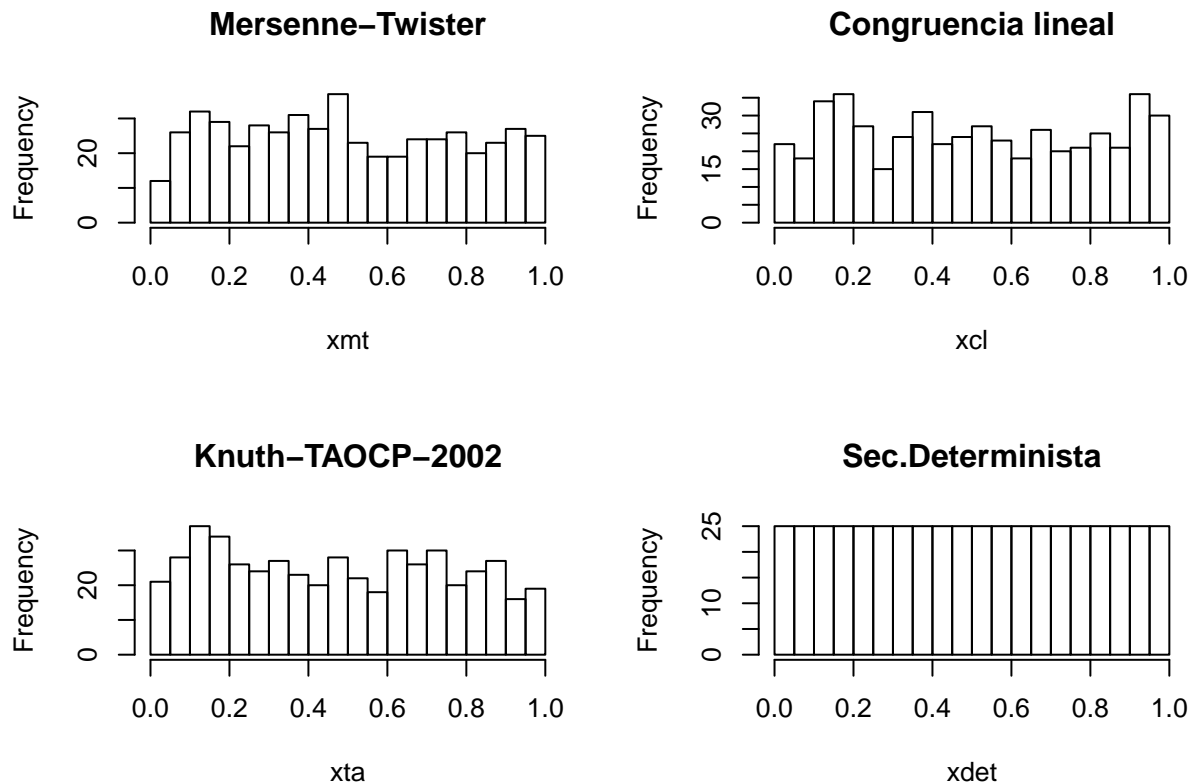 Mersenne−Twister
Frequency
0 20
0.0 0.2 0.4 0.6 0.8 1.0
xmt
Congruencia lineal
Frequency
0 15 30
0.0 0.2 0.4 0.6 0.8 1.0
xcl
Knuth−TAOCP−2002
Frequency
0 20
0.0 0.2 0.4 0.6 0.8 1.0
xta
Sec.Determinista
Frequency
0 10 25
0.0 0.2 0.4 0.6 0.8 1.0
xdet